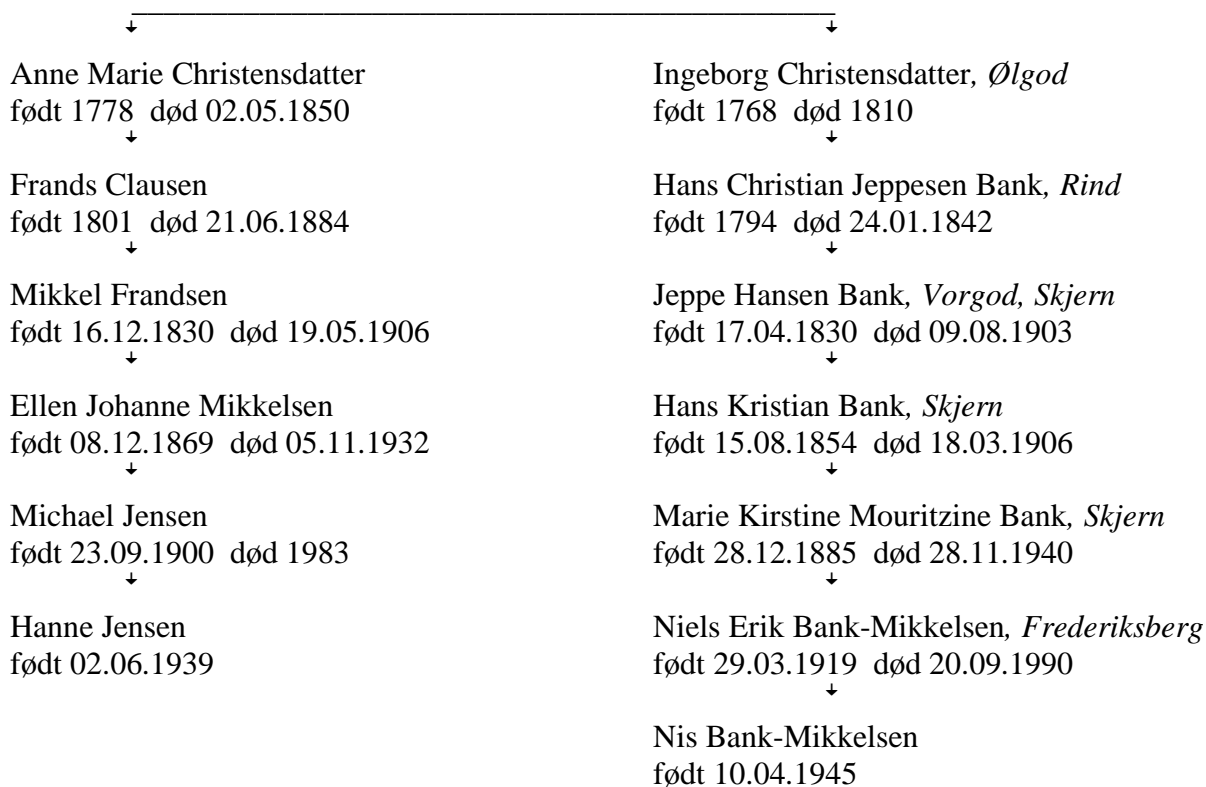 Anne Marie Christensdatter
født 1778 død 02.05.1850
Frands Clausen
født 1801 død 21.06.1884
Mikkel Frandsen
født 16.12.1830 død 19.05.1906
Ellen Johanne Mikkelsen
født 08.12.1869 død 05.11.1932
Michael Jensen
født 23.09.1900 død 1983
Hanne Jensen
født 02.06.1939
Ingeborg Christensdatter, Ølgod
født 1768 død 1810
Hans Christian Jeppesen Bank, Rind
født 1794 død 24.01.1842
Jeppe Hansen Bank, Vorgod, Skjern
født 17.04.1830 død 09.08.1903
Hans Kristian Bank, Skjern
født 15.08.1854 død 18.03.1906
Marie Kirstine Mouritzine Bank, Skjern
født 28.12.1885 død 28.11.1940
Niels Erik Bank-Mikkelsen, Frederiksberg
født 29.03.1919 død 20.09.1990
Nis Bank-Mikkelsen
født 10.04.1945